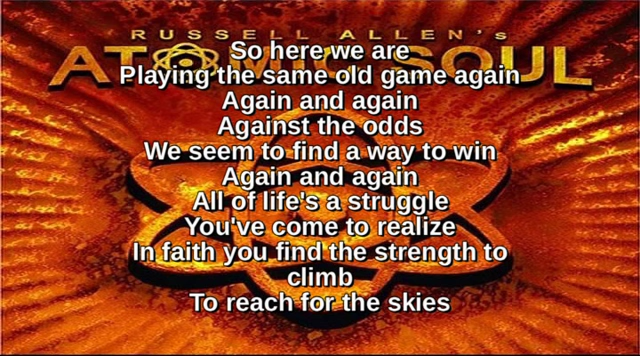 RUSSELL ALLEN's
ATOMIC SOUL
So here we are
Playing the same old game again
Again and again
Against the odds
We seem to find a way to win
Again and again
All of life's a struggle
You've come to realize
In faith you find the strength to
climb
To reach for the skies